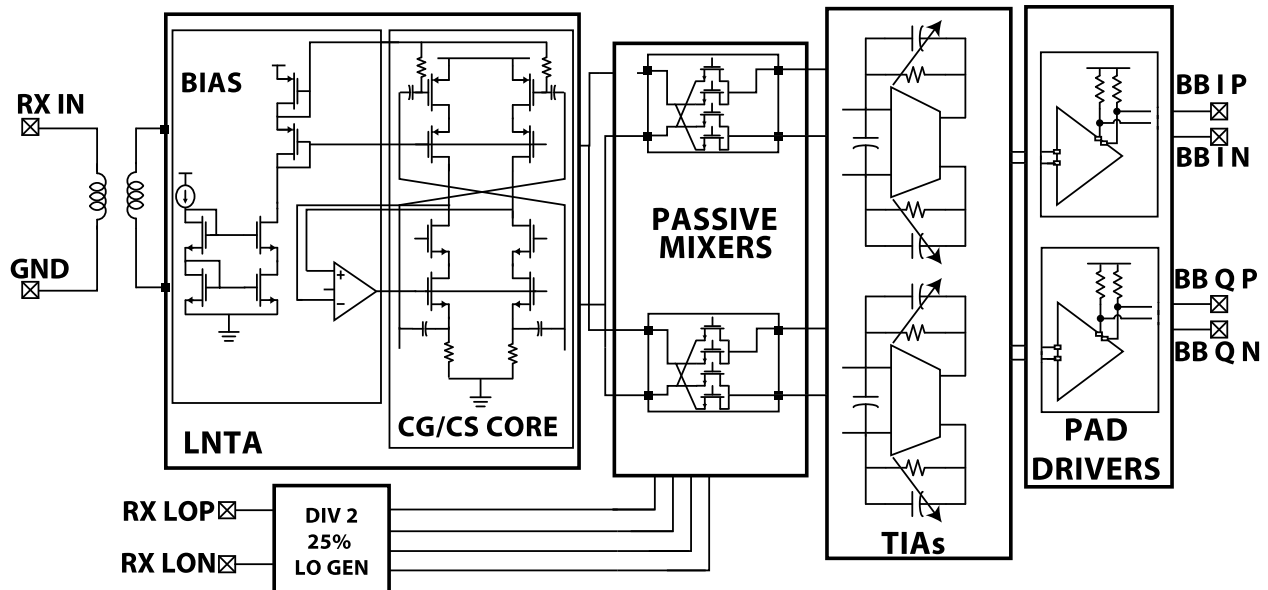 RX IN
GND
BIAS
+
−
LNTA
CG/CS CORE
PASSIVE
MIXERS
TIAs
PAD
DRIVERS
BB I P
BB I N
BB Q P
BB Q N
RX LOP
RX LON
DIV 2
25%
LO GEN